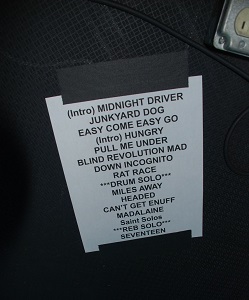 (Intro) MIDNIGHT DRIVER
JUNKYARD DOG
EASY COME EASY GO
(Intro) HUNGRY
PULL ME UNDER
BLIND REVOLUTION MAD
DOWN INCOGNITO
RAT RACE
***DRUM SOLO***
MILES AWAY
HEADED
CAN'T GET ENUFF
MADALAINE
Saint Solos
***REB SOLO***
SEVENTEEN